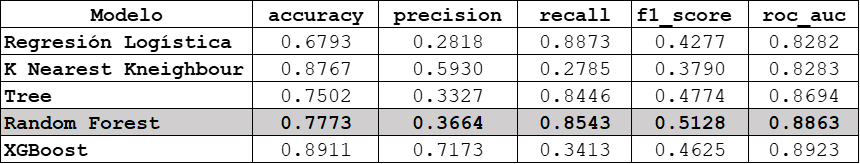 Modelo accuracy precision recall f1_score roc_auc
Regresión Logística 0.6793 0.2818 0.8873 0.4277 0.8282
K Nearest Kneighbour 0.8767 0.5930 0.2785 0.3790 0.8283
Tree 0.7502 0.3327 0.8446 0.4774 0.8694
Random Forest 0.7773 0.3664 0.8543 0.5128 0.8863
XGBoost 0.8911 0.7173 0.3413 0.4625 0.8923